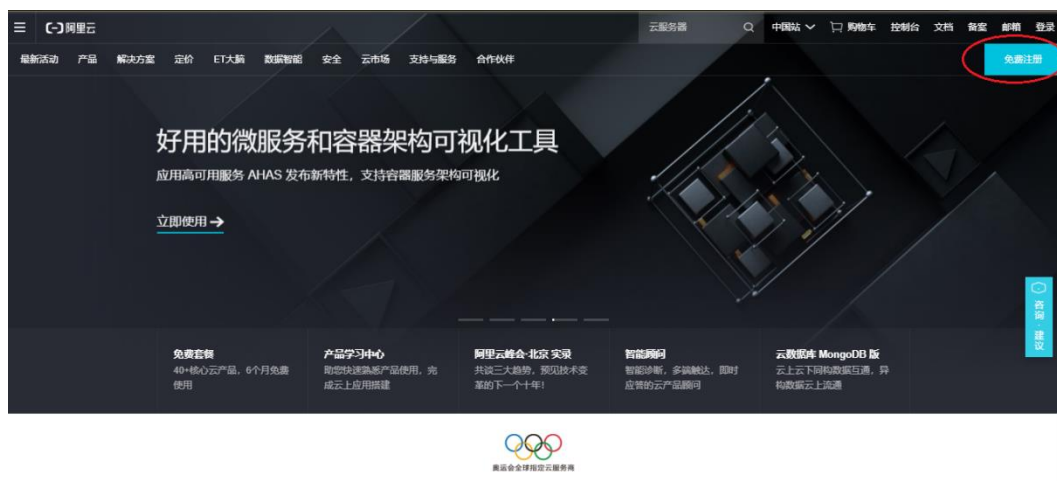 阿里云
云服务器
中国站
购物车
控制台
文档
备案
邮箱
登录
最新活动
产品
解决方案
定价
ET大脑
数据智能
安全
云市场
支持与服务
合作伙伴
免费注册
好用的微服务和容器架构可视化工具
应用高可用服务 AHAS 发布新特性，支持容器服务架构可视化
立即使用
咨询·建议
免费套餐
40+核心云产品，6个月免费
使用
产品学习中心
助您快速熟悉产品使用，完
成云上应用搭建
阿里云峰会·北京 实录
共谈三大趋势，预见技术变
革的下一个十年！
智能顾问
智能诊断，多端触达，即时
应答的云产品顾问
云数据库 MongoDB 版
云上云下同构数据互通，异
构数据云上流通
奥运会全球指定云服务商